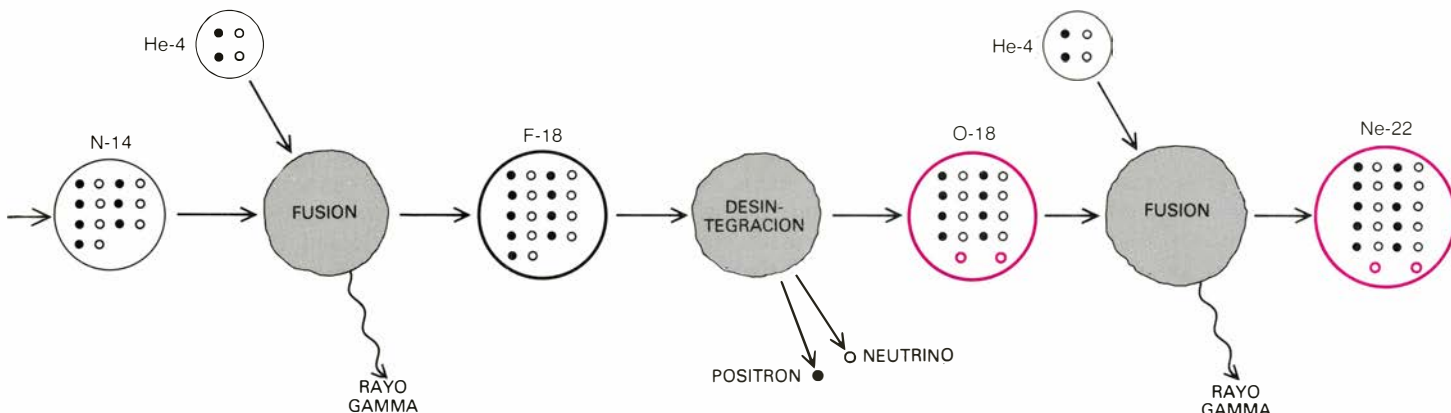 He-4
He-4
N-14
F-18
O-18
Ne-22
FUSION
DESIN-
TEGRACION
FUSION
POSITRON
NEUTRINO
RAYO
GAMMA
RAYO
GAMMA